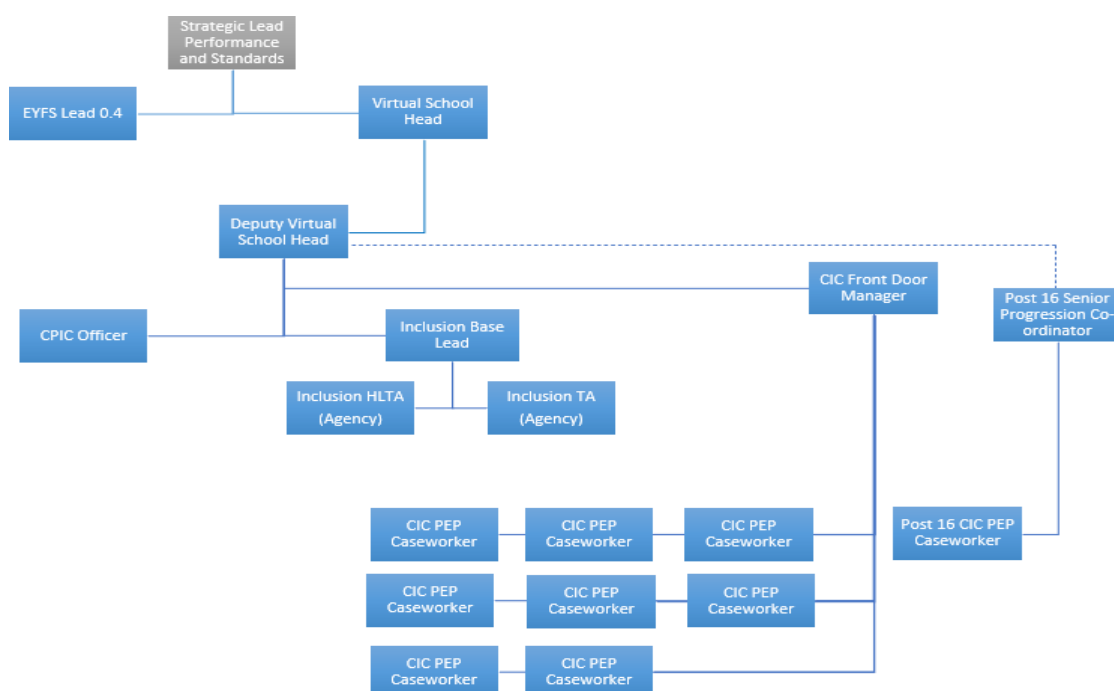 Strategic Lead
Performance
and Standards
EYFS Lead 0.4
Virtual School
Head
Deputy Virtual
School Head
CIC Front Door
Manager
Post 16 Senior
Progression Co-
ordinator
CPIC Officer
Inclusion Base
Lead
Inclusion HLTA
(Agency)
Inclusion TA
(Agency)
CIC PEP
Caseworker
CIC PEP
Caseworker
CIC PEP
Caseworker
Post 16 CIC PEP
Caseworker
CIC PEP
Caseworker
CIC PEP
Caseworker
CIC PEP
Caseworker
CIC PEP
Caseworker
CIC PEP
Caseworker